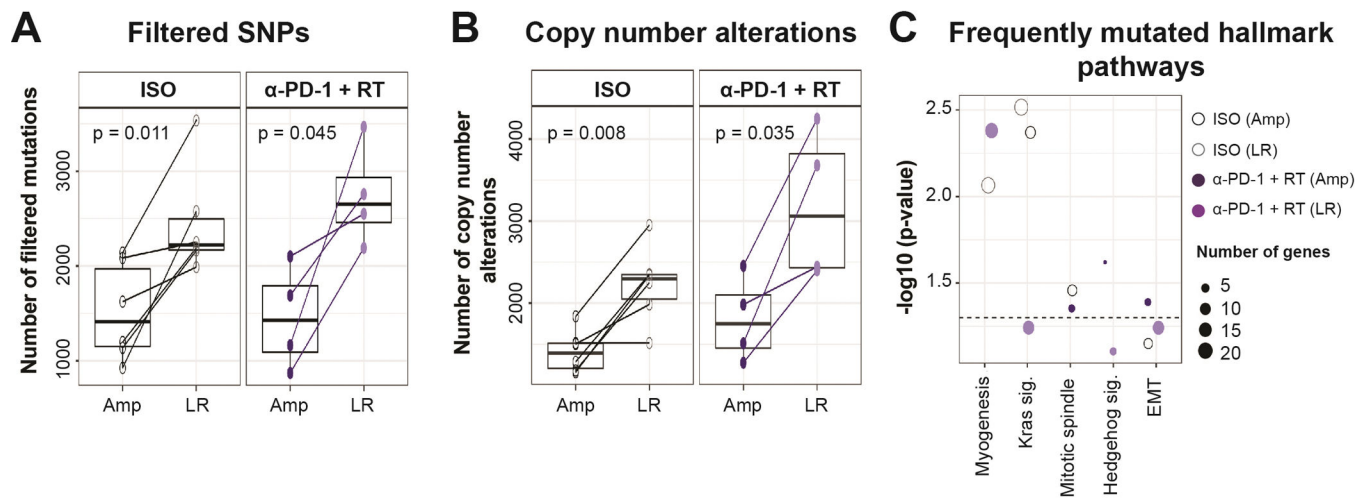 A
Filtered SNPs
Number of filtered mutations
1000
2000
3000
ISO
α-PD-1 + RT
p = 0.011
p = 0.045
Amp
LR
Amp
LR
B
Copy number alterations
Number of copy number
alterations
2000
3000
4000
ISO
α-PD-1 + RT
p = 0.008
p = 0.035
Amp
LR
Amp
LR
C
Frequently mutated hallmark
pathways
-log10 (p-value)
2.5
2.0
1.5
Myogenesis
Kras sig.
Mitotic spindle
Hedgehog sig.
EMT
ISO (Amp)
ISO (LR)
α-PD-1 + RT (Amp)
α-PD-1 + RT (LR)
Number of genes
5
10
15
20